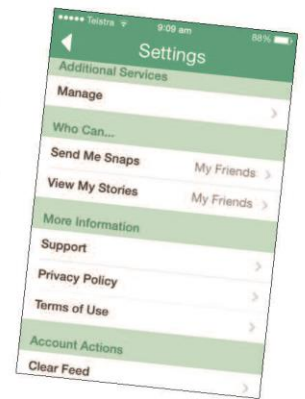 Telstra 9:09 am 88%
Settings
Additional Services
Manage
Who Can...
Send Me Snaps My Friends
View My Stories My Friends
More Information
Support
Privacy Policy
Terms of Use
Account Actions
Clear Feed